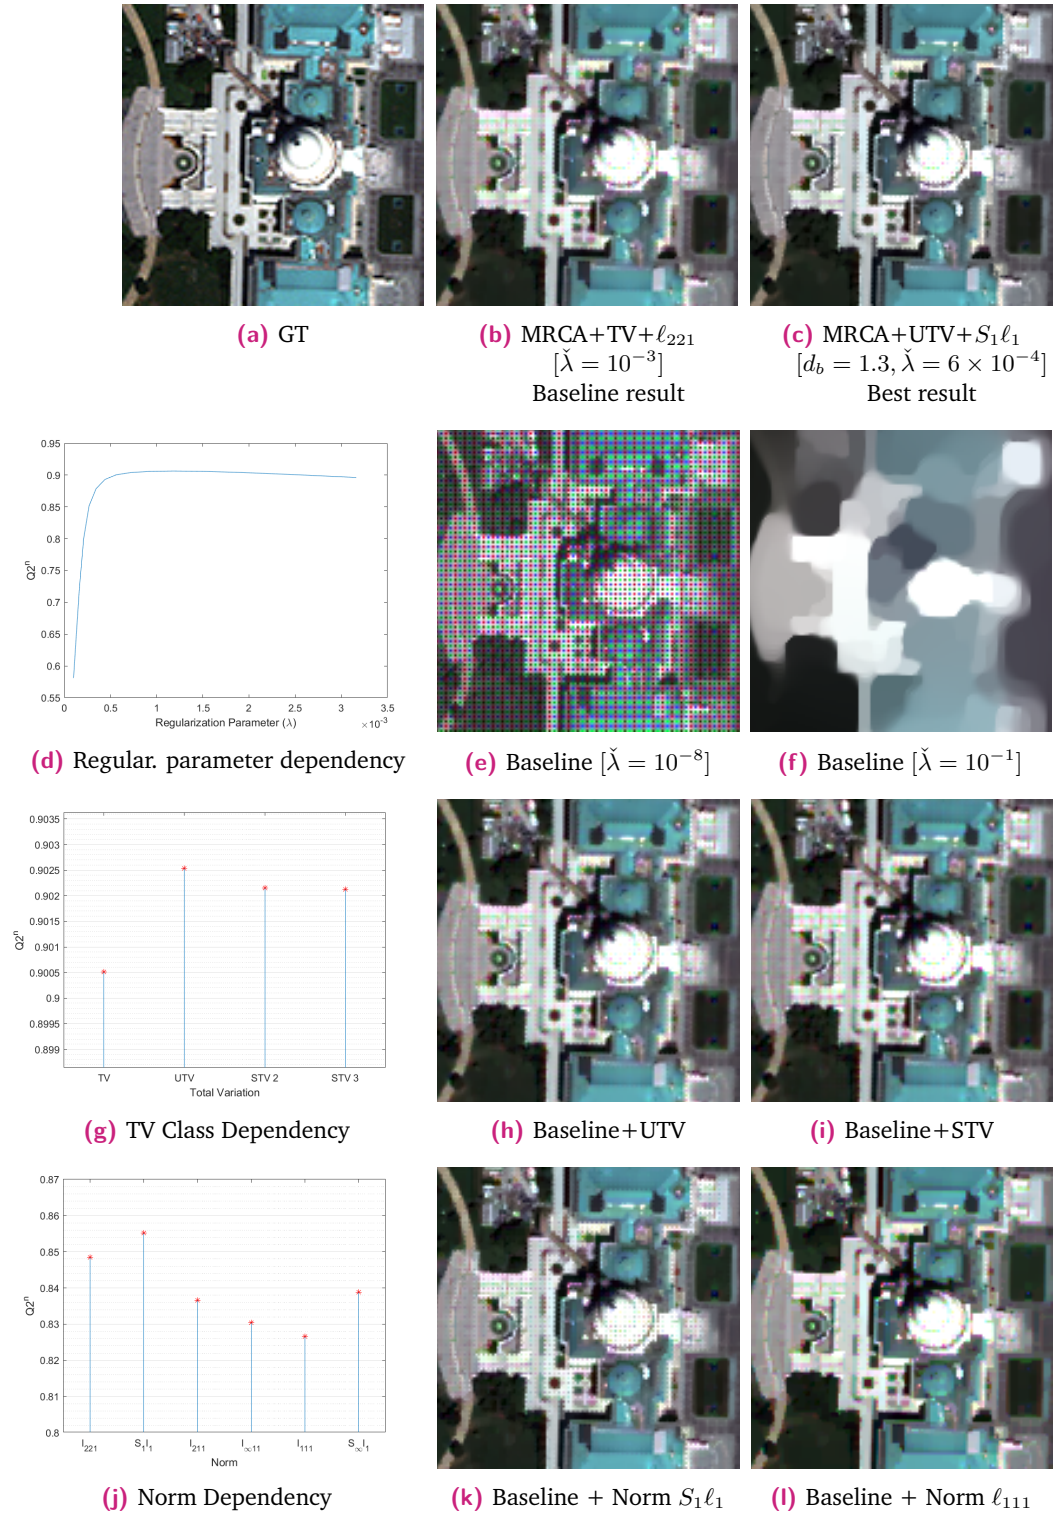 (a) GT
(b) MRCA+TV+ℓ221
[λ̌ = 10−3]
Baseline result
(c) MRCA+UTV+S1ℓ1
[db = 1.3, λ̌ = 6 × 10−4]
Best result
0.95
0.9
0.85
0.8
0.75
0.7
0.65
0.6
0.55
Q2n
0 0.5 1 1.5 2 2.5 3 3.5
Regularization Parameter (λ)
×10-3
(d) Regular. parameter dependency
(e) Baseline [λ̌ = 10−8]
(f) Baseline [λ̌ = 10−1]
0.9035
0.903
0.9025
0.902
0.9015
0.901
0.9005
0.9
0.8995
0.899
Q2n
TV UTV STV 2 STV 3
Total Variation
(g) TV Class Dependency
(h) Baseline+UTV
(i) Baseline+STV
0.87
0.86
0.85
0.84
0.83
0.82
0.81
0.8
Q2n
l221 S1l1 l211 l∞11 l111 S∞l1
Norm
(j) Norm Dependency
(k) Baseline + Norm S1ℓ1
(l) Baseline + Norm ℓ111